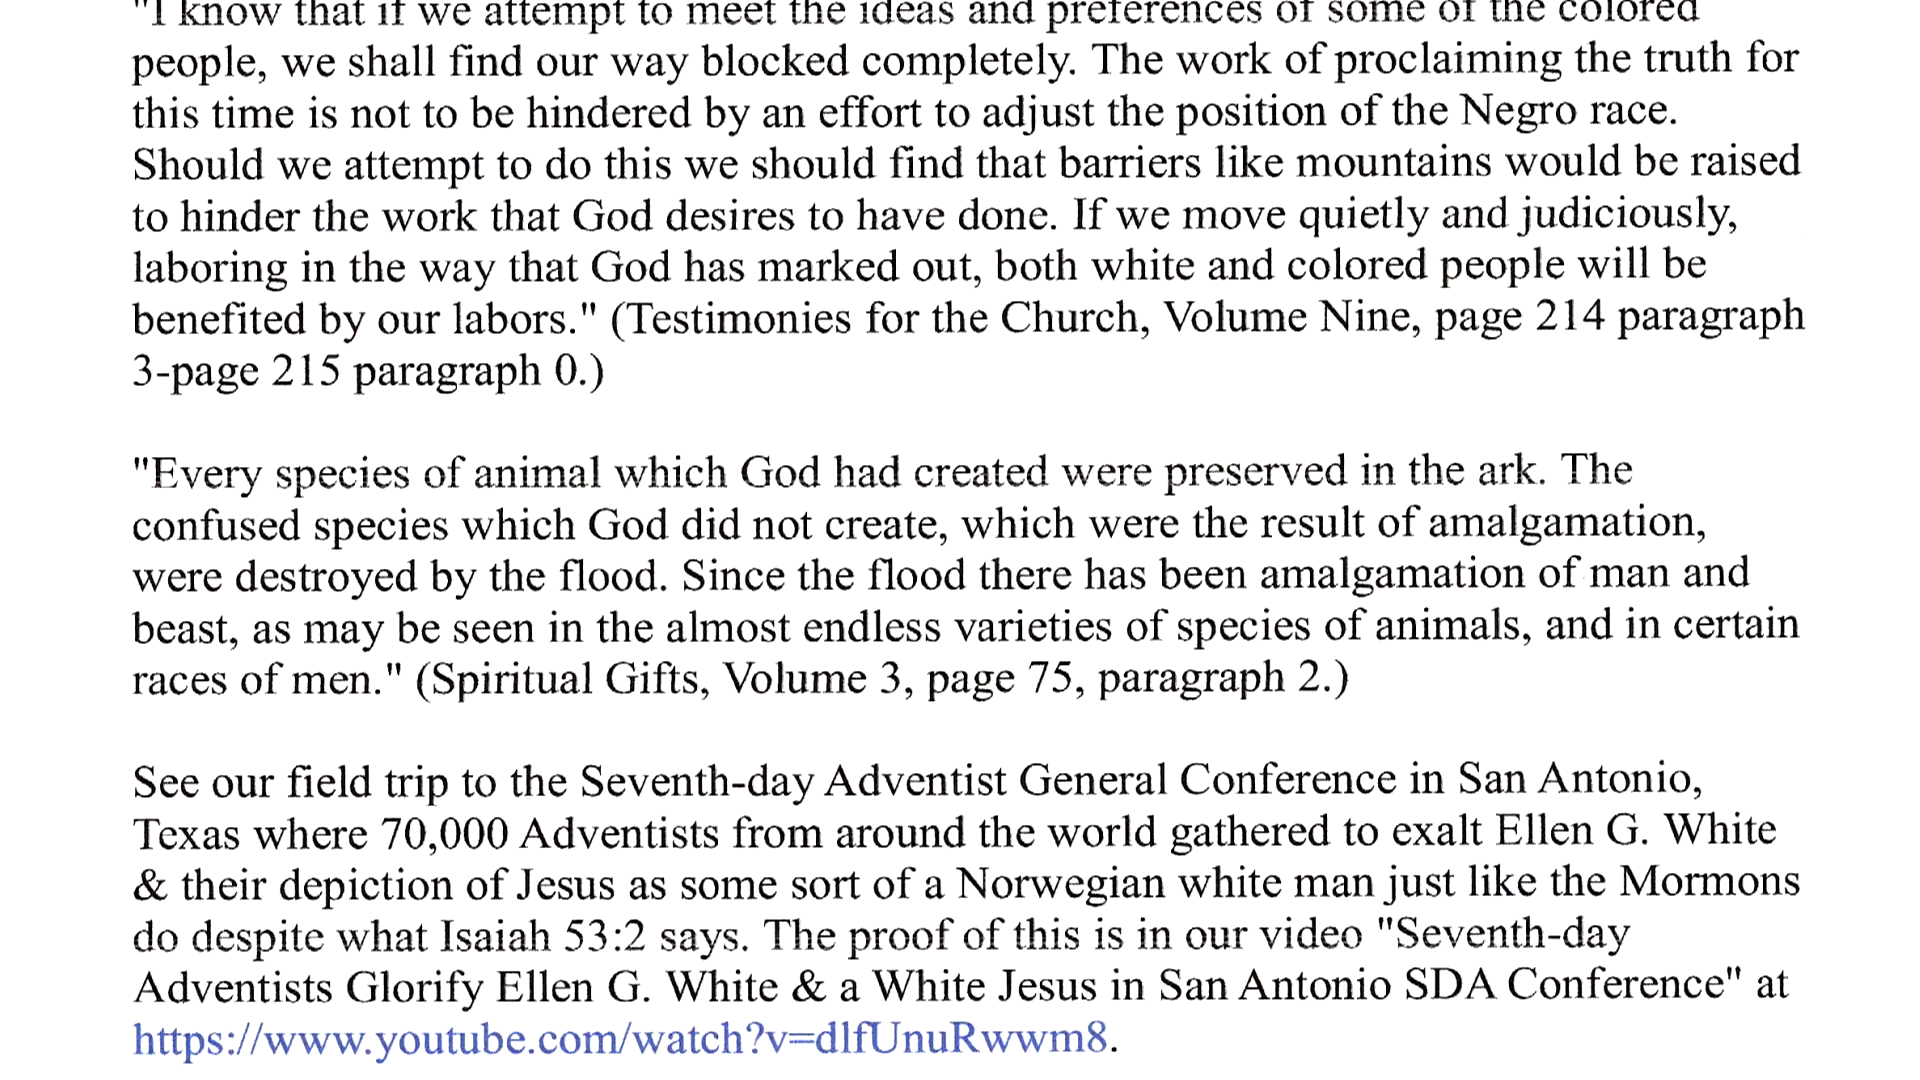 "I know that if we attempt to meet the ideas and preferences of some of the colored
people, we shall find our way blocked completely. The work of proclaiming the truth for
this time is not to be hindered by an effort to adjust the position of the Negro race.
Should we attempt to do this we should find that barriers like mountains would be raised
to hinder the work that God desires to have done. If we move quietly and judiciously,
laboring in the way that God has marked out, both white and colored people will be
benefited by our labors." (Testimonies for the Church, Volume Nine, page 214 paragraph
3-page 215 paragraph 0.)
"Every species of animal which God had created were preserved in the ark. The
confused species which God did not create, which were the result of amalgamation,
were destroyed by the flood. Since the flood there has been amalgamation of man and
beast, as may be seen in the almost endless varieties of species of animals, and in certain
races of men." (Spiritual Gifts, Volume 3, page 75, paragraph 2.)
See our field trip to the Seventh-day Adventist General Conference in San Antonio,
Texas where 70,000 Adventists from around the world gathered to exalt Ellen G. White
& their depiction of Jesus as some sort of a Norwegian white man just like the Mormons
do despite what Isaiah 53:2 says. The proof of this is in our video "Seventh-day
Adventists Glorify Ellen G. White & a White Jesus in San Antonio SDA Conference" at
https://www.youtube.com/watch?v=dlfUnuRwwm8.